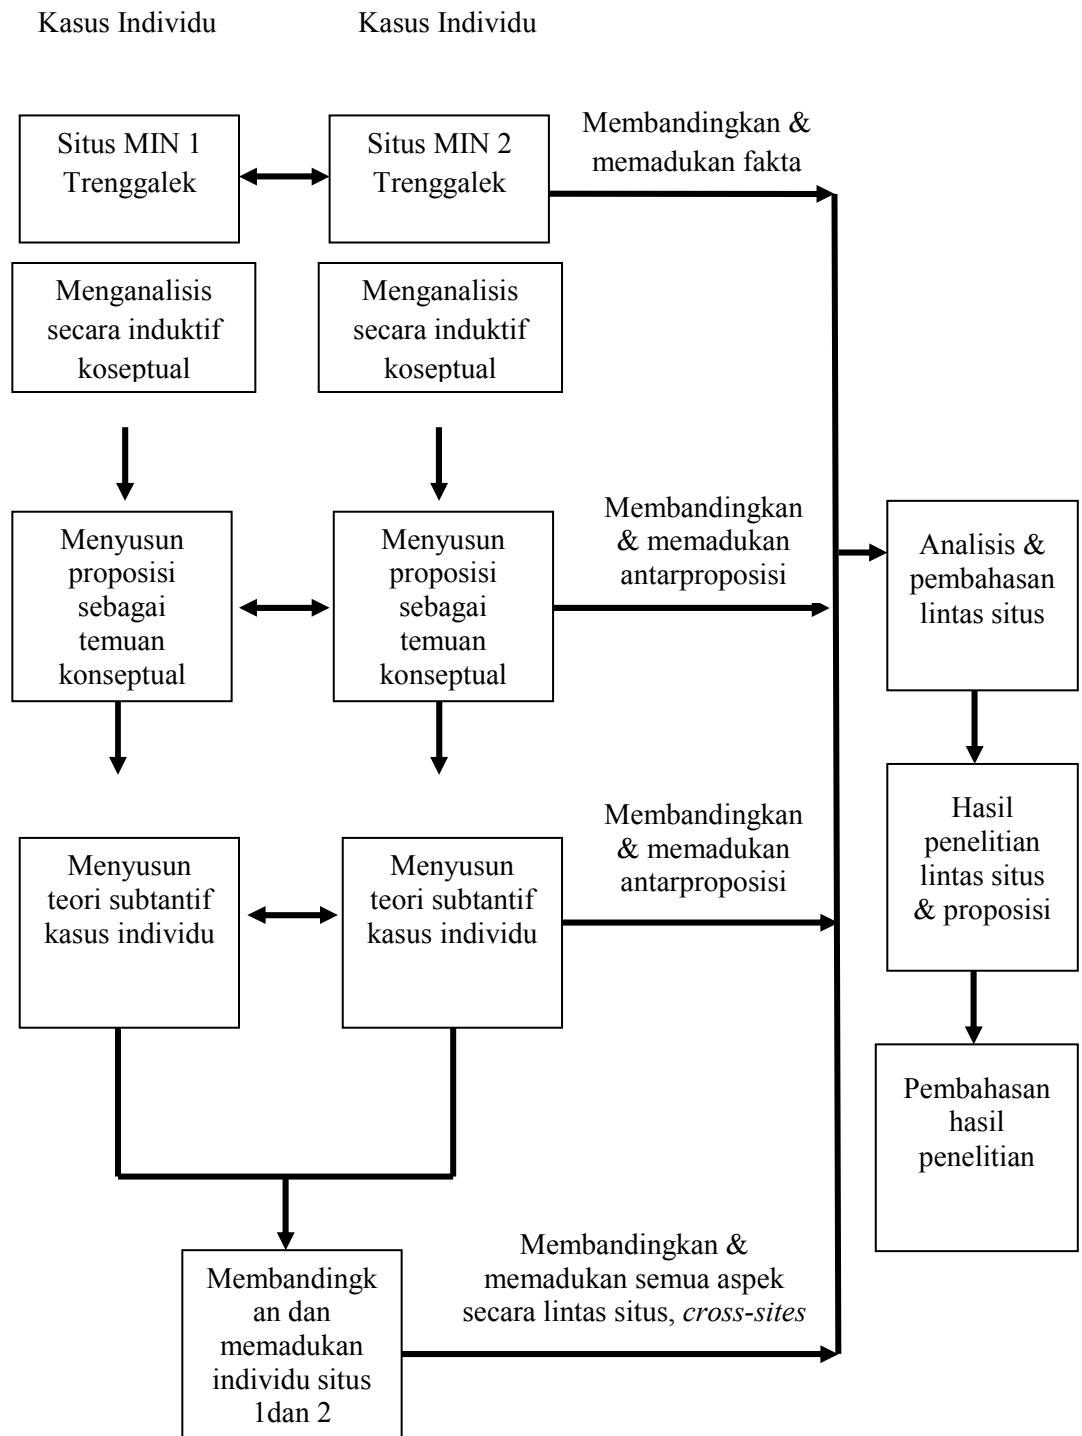 Kasus Individu
Kasus Individu
Situs MIN 1
Trenggalek
Situs MIN 2
Trenggalek
Membandingkan &
memadukan fakta
Menganalisis
secara induktif
koseptual
Menganalisis
secara induktif
koseptual
Menyusun
proposisi
sebagai
temuan
konseptual
Menyusun
proposisi
sebagai
temuan
konseptual
Membandingkan
& memadukan
antarproposisi
Analisis &
pembahasan
lintas situs
Menyusun
teori subtantif
kasus individu
Menyusun
teori subtantif
kasus individu
Membandingkan
& memadukan
antarproposisi
Hasil
penelitian
lintas situs
& proposisi
Pembahasan
hasil
penelitian
Membandingk
an dan
memadukan
individu situs
1dan 2
Membandingkan &
memadukan semua aspek
secara lintas situs, cross-sites